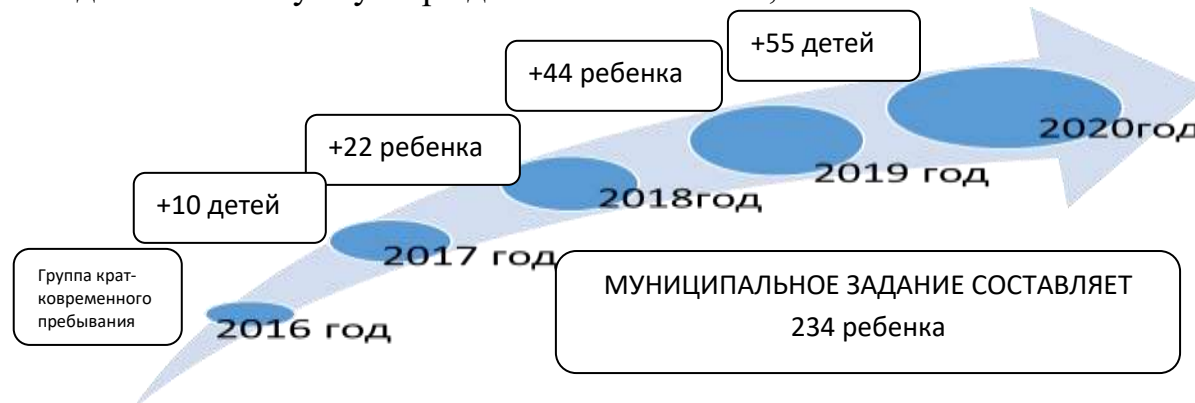 +55 детей
+44 ребенка
+22 ребенка
+10 детей
Группа крат-
ковременного
пребывания
2016 год
2017 год
2018год
2019 год
2020год
МУНИЦИПАЛЬНОЕ ЗАДАНИЕ СОСТАВЛЯЕТ
234 ребенка